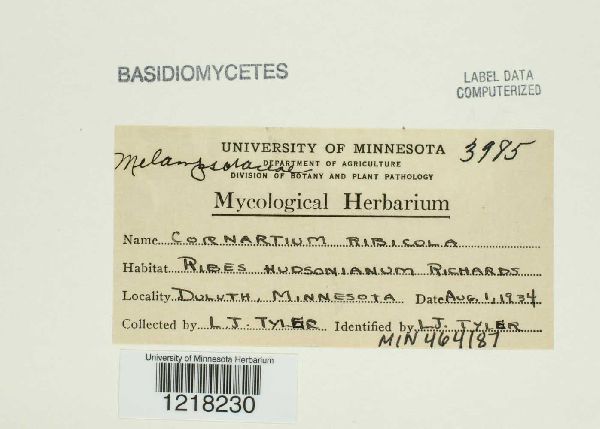 BASIDIOMYCETES
LABEL DATA
COMPUTERIZED
UNIVERSITY OF MINNESOTA 3985
Melampsoraceae
DEPARTMENT OF AGRICULTURE
DIVISION OF BOTANY AND PLANT PATHOLOGY
Mycological Herbarium
Name CORNARTIUM RIBICOLA
Habitat RIBES HUDSONIANUM RICHARDS
Locality DULUTH, MINNESOTA Date AUG. 1, 1934
Collected by L.J. TYLER Identified by L.J. TYLER
MIN 464187
University of Minnesota Herbarium
1218230